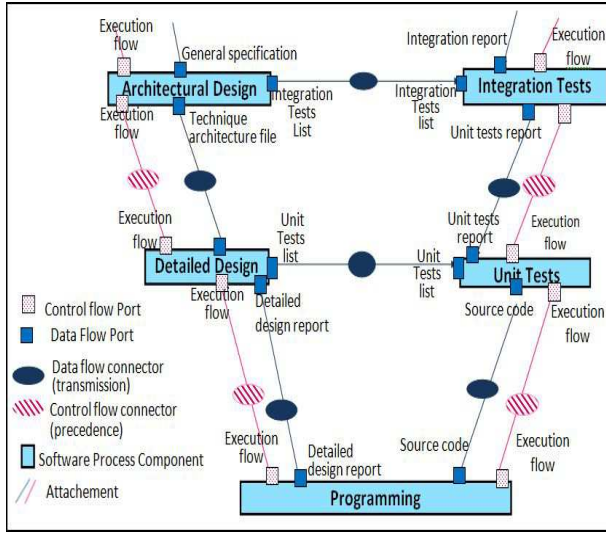 Execution
flow
General specification
Architectural Design
Execution
flow
Technique
architecture file
Integration
Tests
List
Integration
Tests
list
Integration report
Execution
flow
Integration Tests
Unit tests report
Execution
flow
Detailed Design
Execution
flow
Unit
Tests
list
Detailed
design report
Unit
Tests
list
Unit tests
report
Execution
flow
Unit Tests
Source code
Execution
flow
Control flow Port
Data Flow Port
Data flow connector
(transmission)
Control flow connector
(precedence)
Software Process Component
Attachement
Execution
flow
Detailed
design report
Source code
Execution
flow
Programming